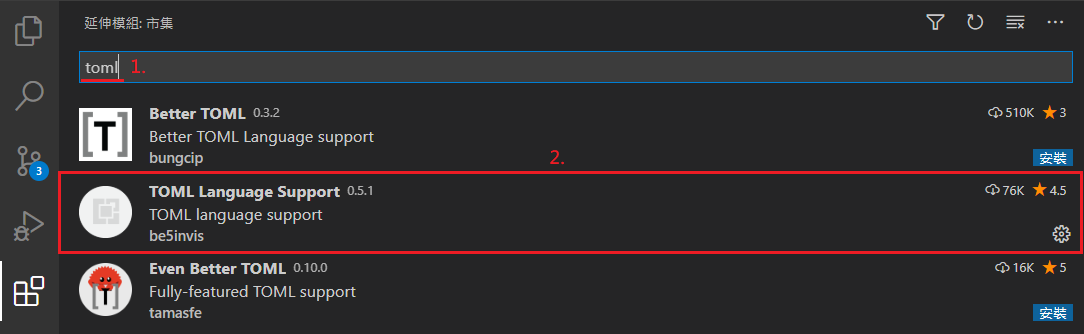 延伸模組: 市集
toml 1.
Better TOML 0.3.2 510K 3
Better TOML Language support
bungcip 安裝
2.
TOML Language Support 0.5.1 76K 4.5
TOML language support
be5invis
3
Even Better TOML 0.10.0 16K 5
Fully-featured TOML support
tamasfe 安裝